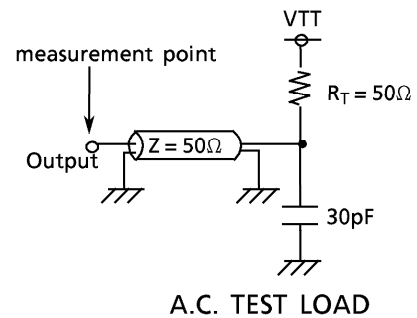 VTT
measurement point
R_T = 50Ω
Z = 50Ω
Output
30pF
A.C. TEST LOAD